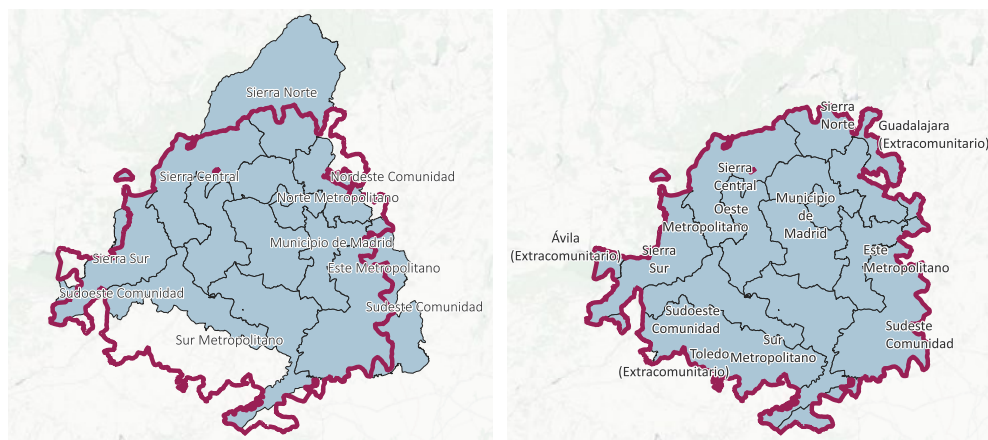 Sierra Norte
Sierra Central
Nordeste Comunidad
Norte Metropolitano
Municipio de Madrid
Sierra Sur
Este Metropolitano
Sudoeste Comunidad
Sudeste Comunidad
Sur Metropolitano
Sierra
Norte
Guadalajara
(Extracomunitario)
Sierra
Central
Oeste
Metropolitano
Municipio
de
Madrid
Ávila
(Extracomunitario)
Sierra
Sur
Este
Metropolitano
Sudoeste
Comunidad
Sudeste
Comunidad
Sur
Metropolitano
Toledo
(Extracomunitario)